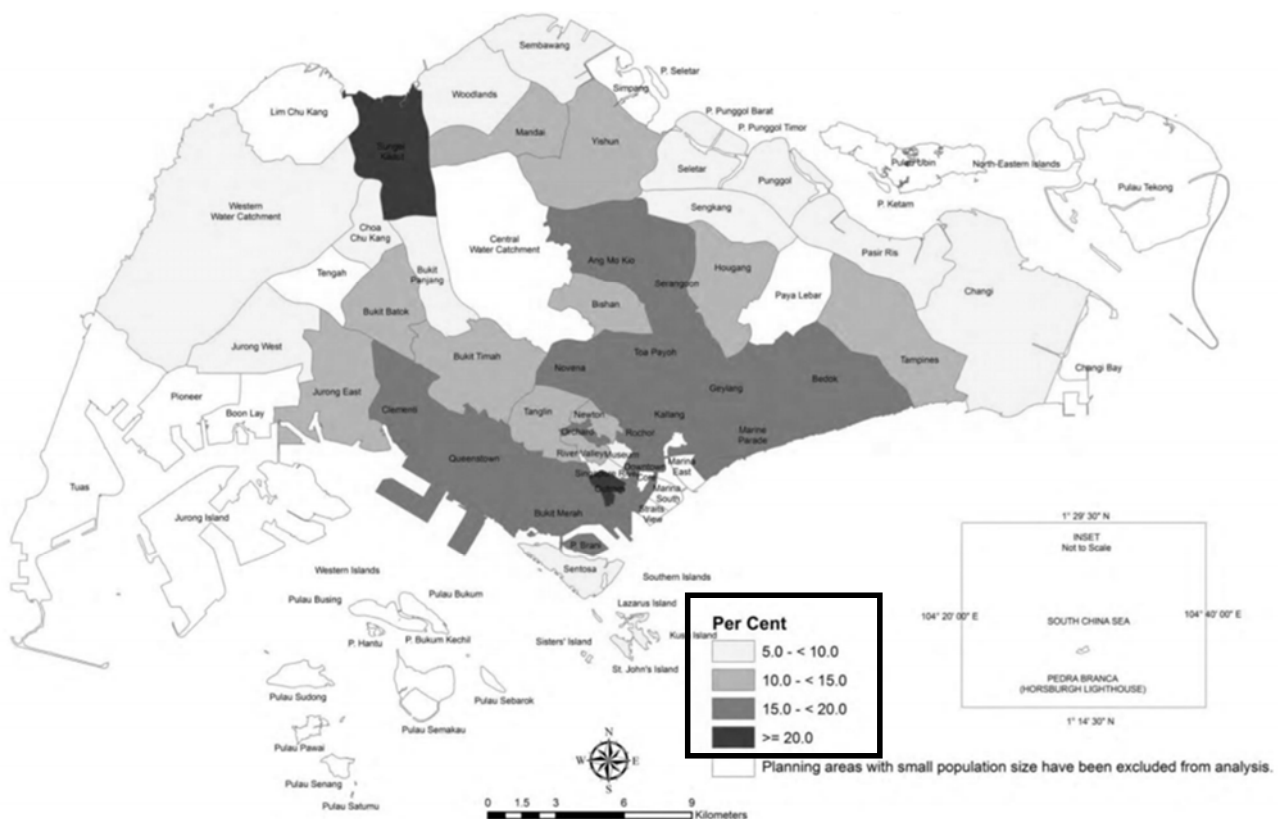 Sembawang
P. Seletar
Simpang
Woodlands
Lim Chu Kang
P. Punggol Barat
P. Punggol Timor
Mandai
Yishun
Sungei
Kadut
Pulau Ubin
North-Eastern Islands
Seletar
Punggol
Pulau Tekong
P. Ketam
Western
Water Catchment
Sengkang
Choa
Chu Kang
Central
Water Catchment
Pasir Ris
Ang Mo Kio
Hougang
Tengah
Bukit
Panjang
Serangoon
Paya Lebar
Changi
Bishan
Bukit Batok
Jurong West
Bukit Timah
Toa Payoh
Tampines
Novena
Changi Bay
Bedok
Geylang
Pioneer
Jurong East
Boon Lay
Clementi
Tanglin
Newton
Kallang
Orchard
Rochor
Marine
Parade
River Valley
Museum
Queenstown
Marina
East
Downtown
Core
Tuas
Marina
South
Bukit Merah
Straits
View
Jurong Island
P. Brani
1° 29' 30" N
INSET
Not to Scale
Sentosa
Western Islands
Southern Islands
Pulau Busing
Pulau Bukum
Lazarus Island
104° 20' 00" E
SOUTH CHINA SEA
104° 40' 00" E
P. Hantu
P. Bukum Kechil
Sisters' Island
St. John's Island
Pulau Sudong
Pulau Sebarok
PEDRA BRANCA
(HORSBURGH LIGHTHOUSE)
Pulau Semakau
1° 14' 30" N
Pulau Pawai
Pulau Senang
Pulau Satumu
Per Cent
5.0 - < 10.0
10.0 - < 15.0
15.0 - < 20.0
>= 20.0
Planning areas with small population size have been excluded from analysis.
N
W
E
S
0 1.5 3 6 9
Kilometers